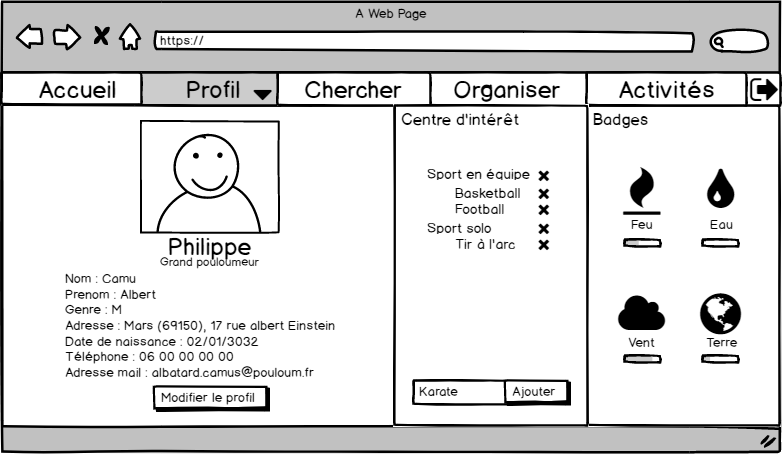 A Web Page
https://
Accueil
Profil
Chercher
Organiser
Activités
Philippe
Grand pouloumeur
Nom : Camu
Prenom : Albert
Genre : M
Adresse : Mars (69150), 17 rue albert Einstein
Date de naissance : 02/01/3032
Téléphone : 06 00 00 00 00
Adresse mail : albatard.camus@pouloum.fr
Modifier le profil
Centre d'intérêt
Sport en équipe
Basketball
Football
Sport solo
Tir à l'arc
Karate
Ajouter
Badges
Feu
Eau
Vent
Terre